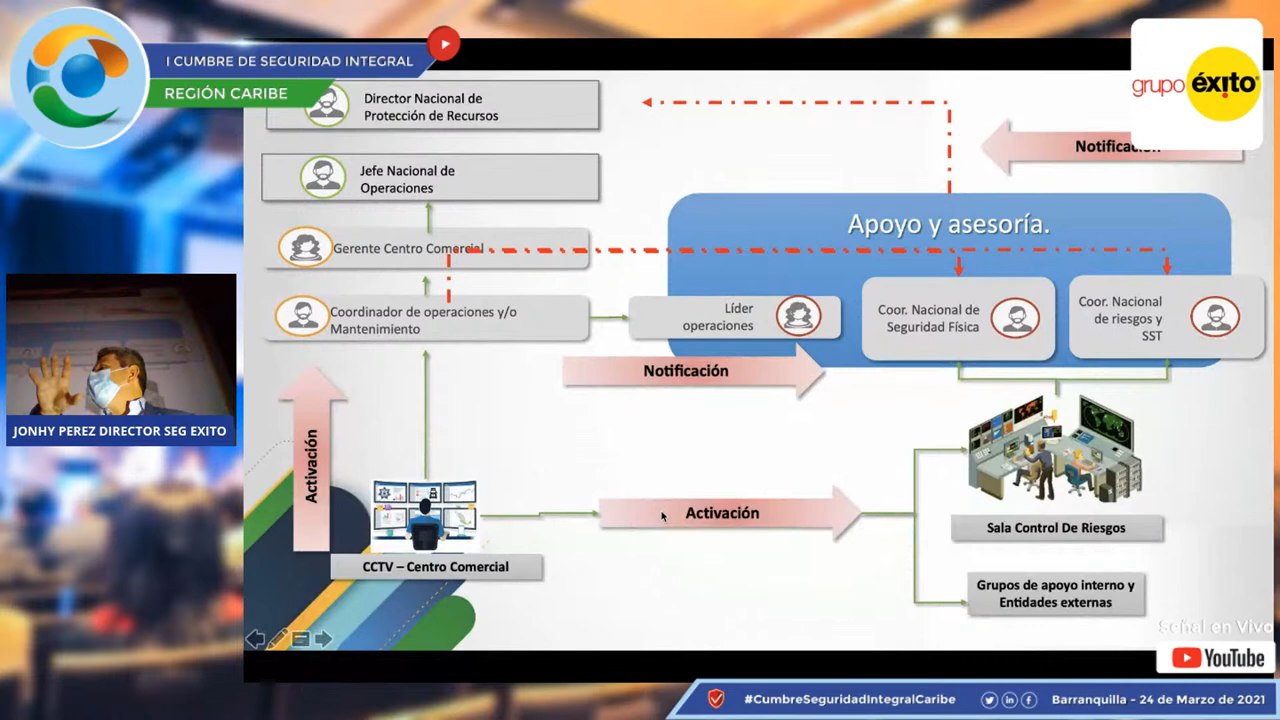 I CUMBRE DE SEGURIDAD INTEGRAL
REGIÓN CARIBE
grupo éxito
Director Nacional de
Protección de Recursos
Notificación
Jefe Nacional de
Operaciones
Apoyo y asesoría.
Gerente Centro Comercial
Coordinador de operaciones y/o
Mantenimiento
Líder
operaciones
Coor. Nacional de
Seguridad Física
Coor. Nacional
de riesgos y
SST
Notificación
JONHY PEREZ DIRECTOR SEG EXITO
Activación
Activación
Sala Control De Riesgos
CCTV – Centro Comercial
Grupos de apoyo interno y
Entidades externas
Señal en Vivo
YouTube
#CumbreSeguridadIntegralCaribe
Barranquilla - 24 de Marzo de 2021